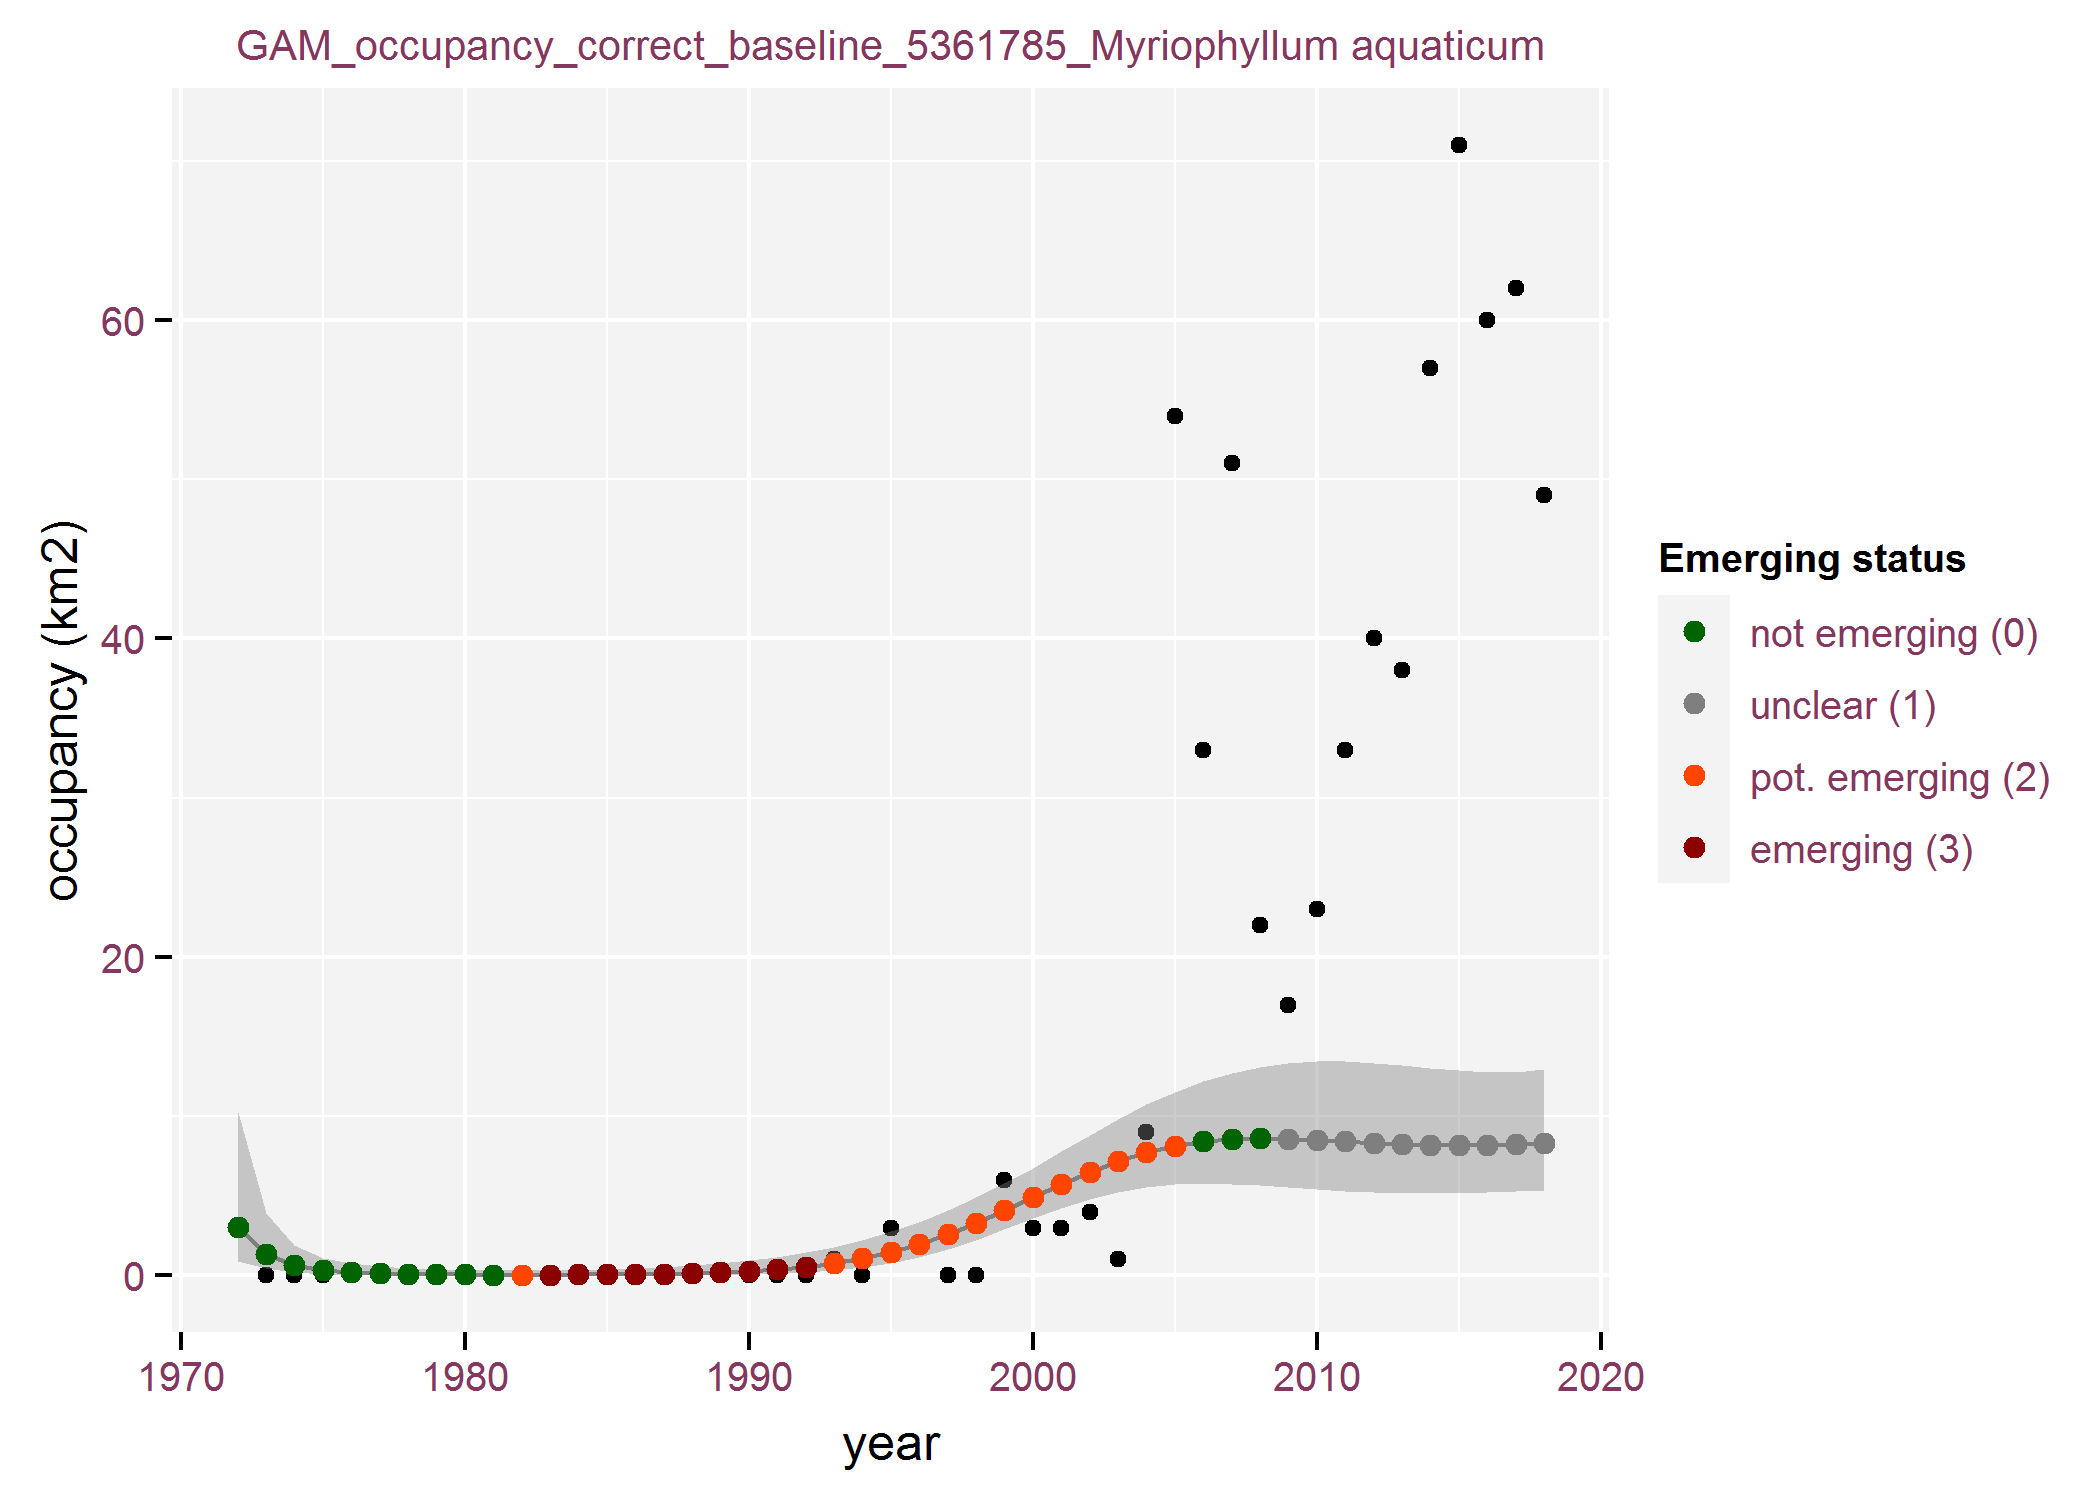 GAM_occupancy_correct_baseline_5361785_Myriophyllum aquaticum
occupancy (km2)
60
40
20
0
1970 1980 1990 2000 2010 2020
year
Emerging status
not emerging (0)
unclear (1)
pot. emerging (2)
emerging (3)